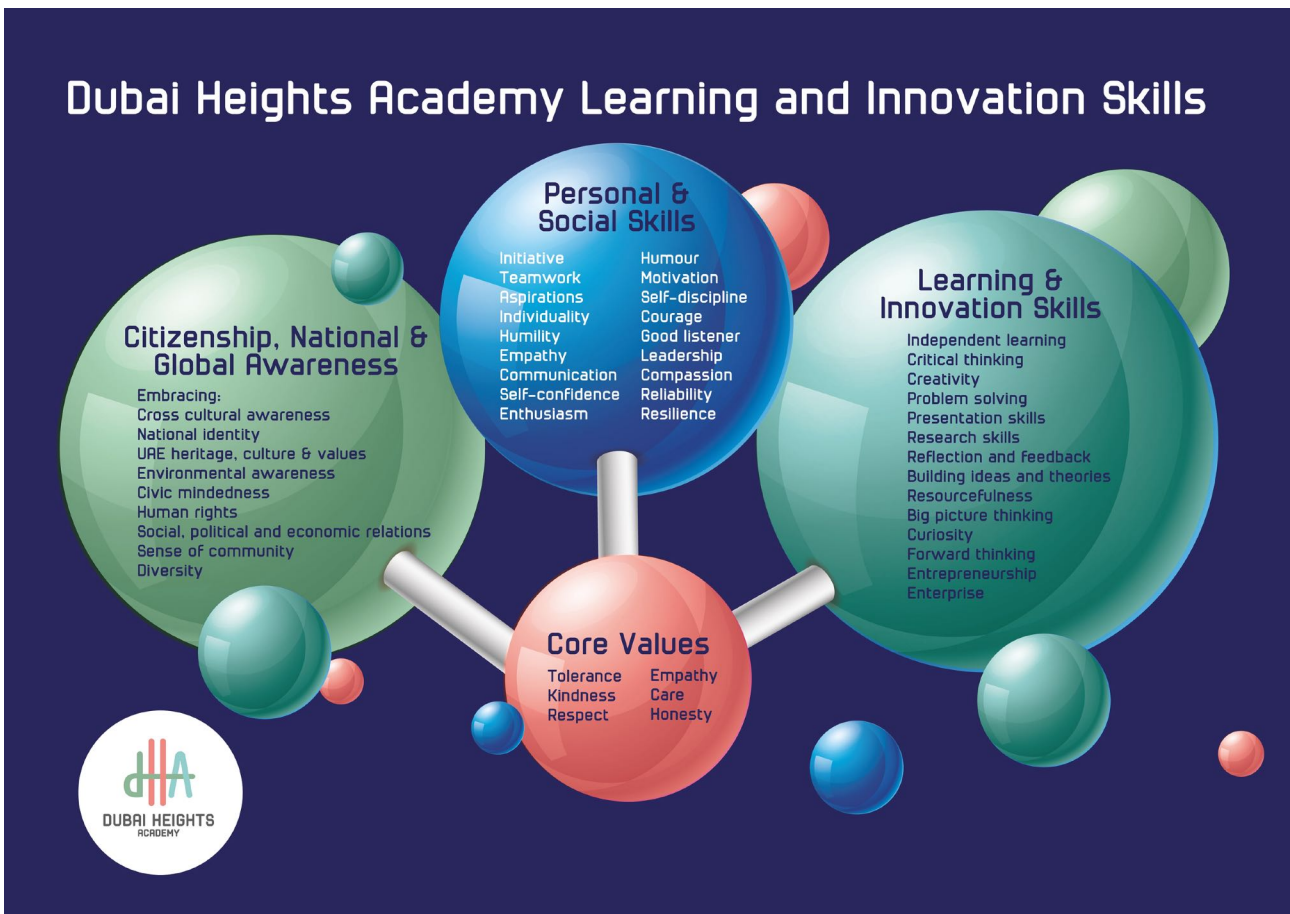 Dubai Heights Academy Learning and Innovation Skills
Personal &
Social Skills
Initiative
Teamwork
Aspirations
Individuality
Humility
Empathy
Communication
Self-confidence
Enthusiasm
Humour
Motivation
Self-discipline
Courage
Good listener
Leadership
Compassion
Reliability
Resilience
Citizenship, National &
Global Awareness
Embracing:
Cross cultural awareness
National identity
UAE heritage, culture & values
Environmental awareness
Civic mindedness
Human rights
Social, political and economic relations
Sense of community
Diversity
Learning &
Innovation Skills
Independent learning
Critical thinking
Creativity
Problem solving
Presentation skills
Research skills
Reflection and feedback
Building ideas and theories
Resourcefulness
Big picture thinking
Curiosity
Forward thinking
Entrepreneurship
Enterprise
Core Values
Tolerance
Kindness
Respect
Empathy
Care
Honesty
dHA
DUBAI HEIGHTS
ACADEMY